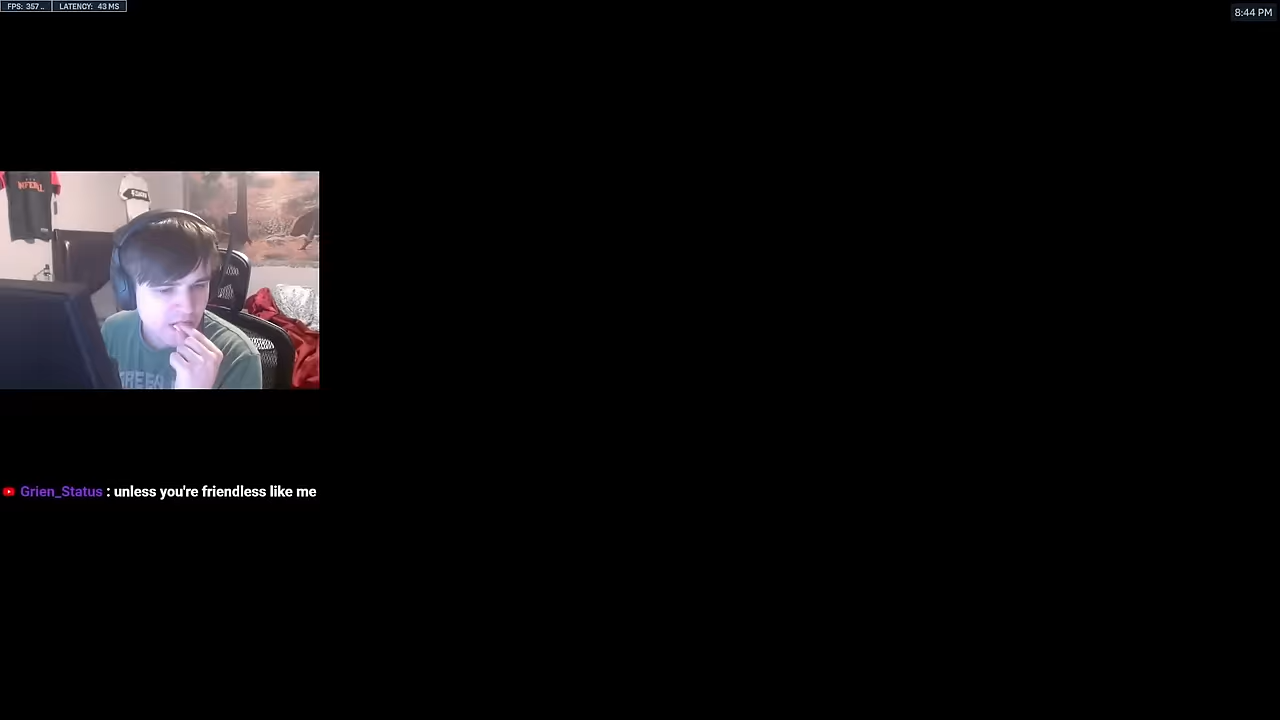 FPS: 357 ..
LATENCY: 43 MS
8:44 PM
Grien_Status : unless you're friendless like me